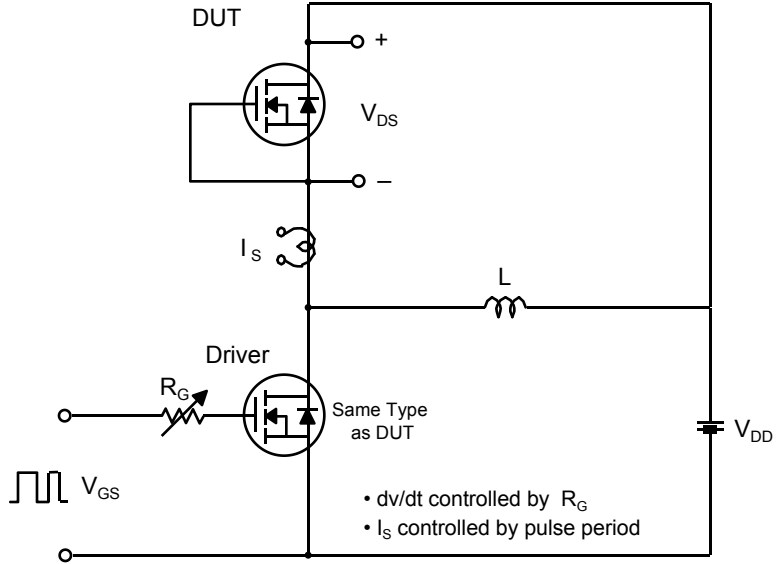 DUT
+
V_DS
–
I_S
L
Driver
R_G
Same Type
as DUT
V_DD
V_GS
• dv/dt controlled by R_G
• I_S controlled by pulse period